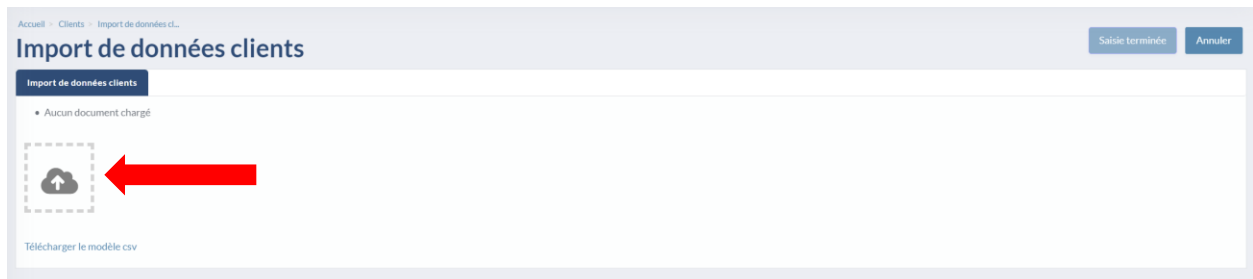 Accueil > Clients > Import de données cl...
Import de données clients
Saisie terminée
Annuler
Import de données clients
• Aucun document chargé
Télécharger le modèle csv